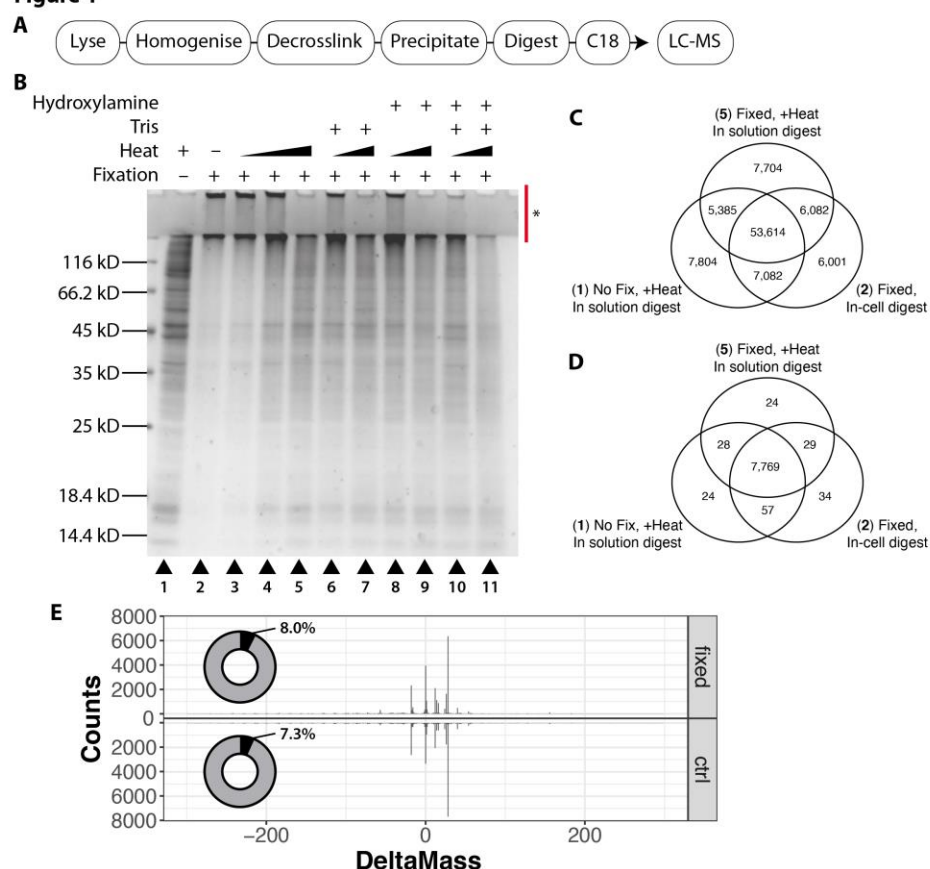 A
Lyse Homogenise Decrosslink Precipitate Digest C18 LC-MS
B
Hydroxylamine + + + +
Tris + + + +
Heat + −
Fixation − + + + + + + + + + +
*
116 kD
66.2 kD
45 kD
35 kD
25 kD
18.4 kD
14.4 kD
1 2 3 4 5 6 7 8 9 10 11
C
(5) Fixed, +Heat
In solution digest
7,704
5,385 6,082
53,614
7,804 7,082 6,001
(1) No Fix, +Heat
In solution digest
(2) Fixed,
In-cell digest
D
(5) Fixed, +Heat
In solution digest
24
28 29
7,769
24 57 34
(1) No Fix, +Heat
In solution digest
(2) Fixed,
In-cell digest
E
Counts
8000
6000
4000
2000
0
2000
4000
6000
8000
8.0%
7.3%
fixed
ctrl
−200 0 200
DeltaMass